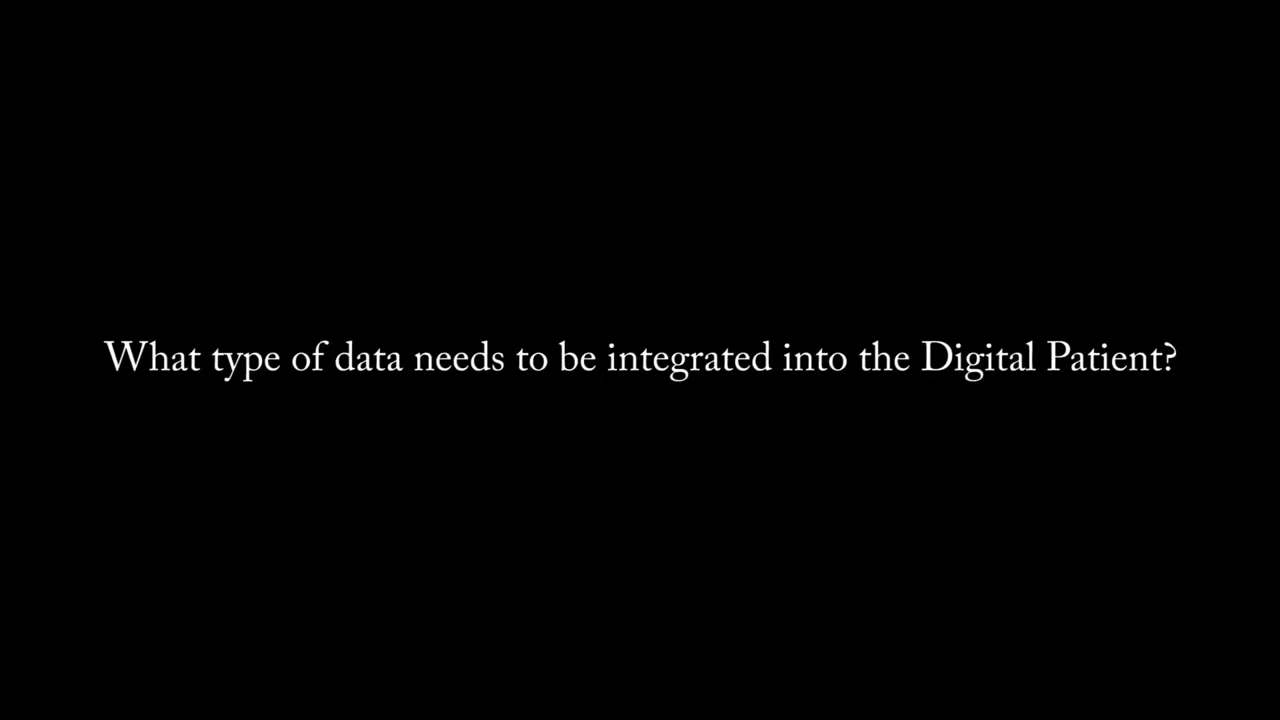 What type of data needs to be integrated into the Digital Patient?